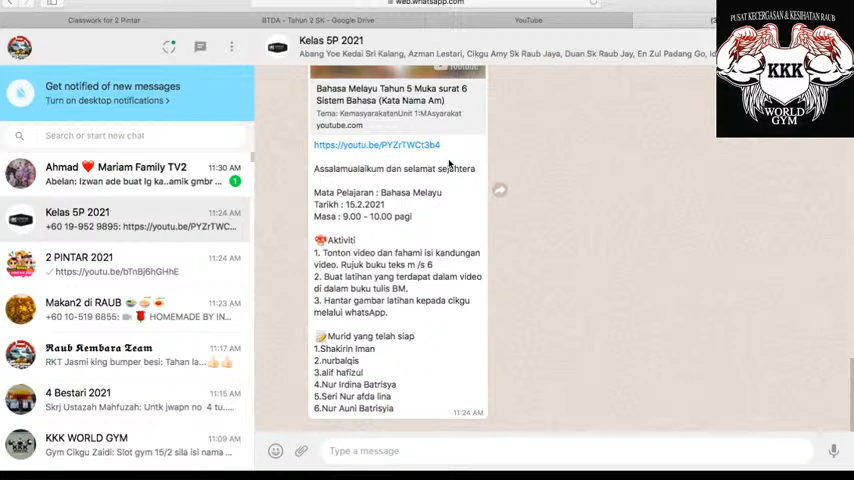 web.whatsapp.com
Classwork for 2 Pintar
BTDA – Tahun 2 SK - Google Drive
YouTube
Kelas 5P 2021
Abang Yoe Kedai Sri Kalang, Azman Lestari, Cikgu Amy Sk Raub Jaya, Duan Sk Raub Jay, En Zul Padang Go,
PUSAT KECERGASAN & KESIHATAN RAUB
KKK
WORLD
GYM
Get notified of new messages
Turn on desktop notifications >
Search or start new chat
Ahmad ❤️ Mariam Family TV2
11:30 AM
Abelan: Izwan ade buat lg ka..amik gmbr ...
1
Kelas 5P 2021
11:24 AM
+60 19-952 9895: https://youtu.be/PYZrTWC...
2 PINTAR 2021
11:24 AM
https://youtu.be/bTnBj6hGHhE
Makan2 di RAUB
11:23 AM
+60 10-519 6855: 🌹 HOMEMADE BY IN...
𝕽𝖆𝖚𝖇 𝕶𝖊𝖒𝖇𝖆𝖗𝖆 𝕿𝖊𝖆𝖒
11:18 AM
RKT Jasmi king bumper besi: Tahan la...👍👍
4 Bestari 2021
11:15 AM
Skrj Ustazah Mahfuzah: Untk jwapn no 4 tu...
KKK WORLD GYM
11:09 AM
Gym Cikgu Zaidi: Slot gym 15/2 sila isi nama ...
YouTube
Bahasa Melayu Tahun 5 Muka surat 6
Sistem Bahasa (Kata Nama Am)
Tema: KemasyarakatanUnit 1:MAsyarakat
youtube.com
https://youtu.be/PYZrTWCt3b4
Assalamualaikum dan selamat sejahtera
Mata Pelajaran : Bahasa Melayu
Tarikh : 15.2.2021
Masa : 9.00 - 10.00 pagi
Aktiviti
1. Tonton video dan fahami isi kandungan
video. Rujuk buku teks m /s 6
2. Buat latihan yang terdapat dalam video
di dalam buku tulis BM.
3. Hantar gambar latihan kepada cikgu
melalui whatsApp.
📝Murid yang telah siap
1.Shakirin Iman
2.nurbalqis
3.alif hafizul
4.Nur Irdina Batrisya
5.Seri Nur afda lina
6.Nur Auni Batrisyia
11:24 AM
Type a message